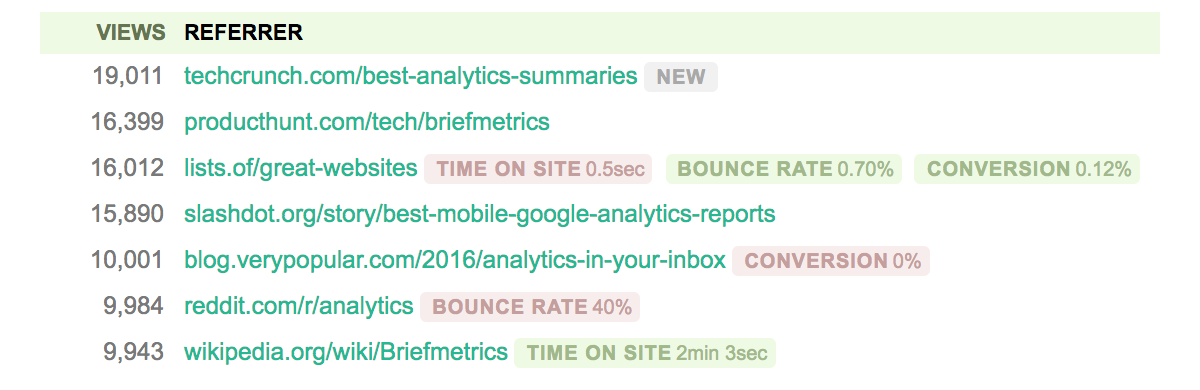 VIEWS REFERRER
19,011 techcrunch.com/best-analytics-summaries NEW
16,399 producthunt.com/tech/briefmetrics
16,012 lists.of/great-websites TIME ON SITE 0.5sec BOUNCE RATE 0.70% CONVERSION 0.12%
15,890 slashdot.org/story/best-mobile-google-analytics-reports
10,001 blog.verypopular.com/2016/analytics-in-your-inbox CONVERSION 0%
9,984 reddit.com/r/analytics BOUNCE RATE 40%
9,943 wikipedia.org/wiki/Briefmetrics TIME ON SITE 2min 3sec